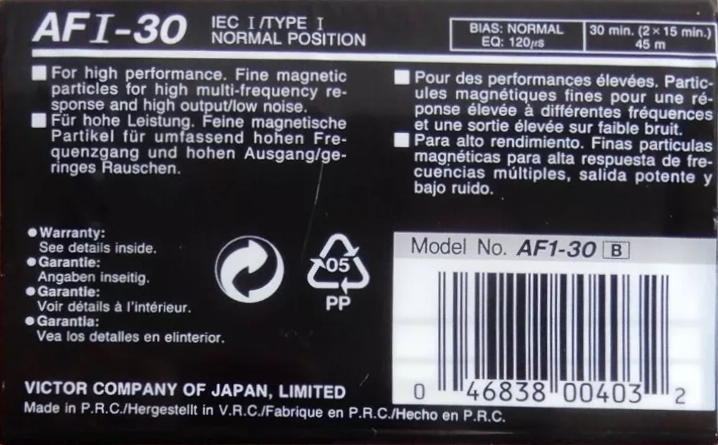 AFI-30 IEC I/TYPE I
NORMAL POSITION
BIAS: NORMAL
EQ: 120μs
30 min. (2 × 15 min.)
45 m
For high performance. Fine magnetic
particles for high multi-frequency re-
sponse and high output/low noise.
Für hohe Leistung. Feine magnetische
Partikel für umfassend hohen Fre-
quenzgang und hohen Ausgang/ge-
ringes Rauschen.
Pour des performances élevées. Partic-
ules magnétiques fines pour une ré-
ponse élevée à différentes fréquences
et une sortie élevée sur faible bruit.
Para alto rendimiento. Finas particulas
magnéticas para alta respuesta de fre-
cuencias múltiples, salida potente y
bajo ruido.
Warranty:
See details inside.
Garantie:
Angaben inseitig.
Garantie:
Voir détails à l'intérieur.
Garantia:
Vea los detalles en elinterior.
05
PP
Model No. AF1-30 B
0 46838 00403 2
VICTOR COMPANY OF JAPAN, LIMITED
Made in P.R.C./Hergestellt in V.R.C./Fabrique en P.R.C./Hecho en P.R.C.